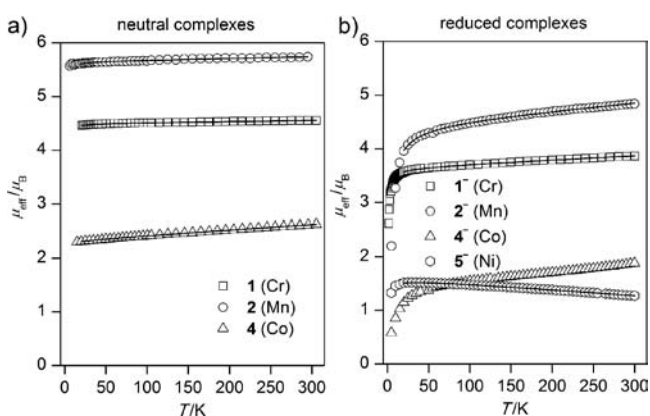 a) neutral complexes
6
5
4
3
2
1
0
μeff/μB
□ 1 (Cr)
○ 2 (Mn)
△ 4 (Co)
0 50 100 150 200 250 300
T/K
b) reduced complexes
6
5
4
3
2
1
0
μeff/μB
□ 1⁻ (Cr)
○ 2⁻ (Mn)
△ 4⁻ (Co)
⬡ 5⁻ (Ni)
0 50 100 150 200 250 300
T/K